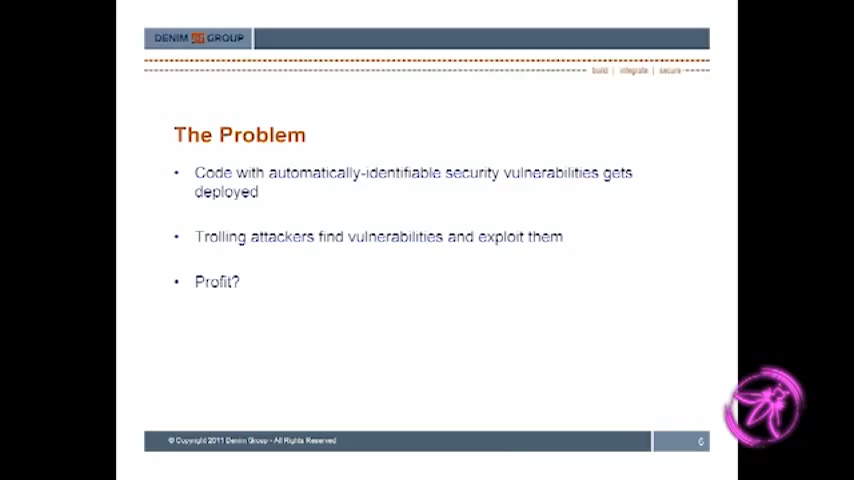 DENIM GROUP
build | integrate | secure
The Problem
• Code with automatically-identifiable security vulnerabilities gets
deployed
• Trolling attackers find vulnerabilities and exploit them
• Profit?
© Copyright 2011 Denim Group - All Rights Reserved
6